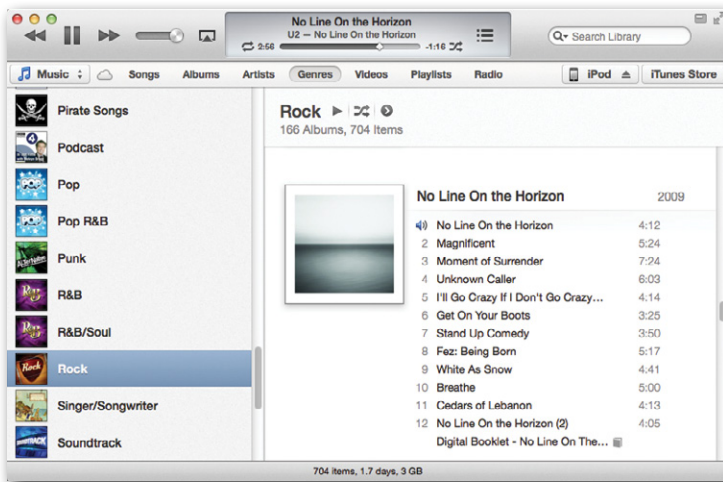 No Line On the Horizon
U2 — No Line On the Horizon
2:56
-1:16
Search Library
Music
Songs
Albums
Artists
Genres
Videos
Playlists
Radio
iPod
iTunes Store
Pirate Songs
Podcast
Pop
Pop R&B
Punk
R&B
R&B/Soul
Rock
Singer/Songwriter
Soundtrack
Rock
166 Albums, 704 items
No Line On the Horizon 2009
No Line On the Horizon 4:12
2 Magnificent 5:24
3 Moment of Surrender 7:24
4 Unknown Caller 6:03
5 I'll Go Crazy If I Don't Go Crazy... 4:14
6 Get On Your Boots 3:25
7 Stand Up Comedy 3:50
8 Fez: Being Born 5:17
9 White As Snow 4:41
10 Breathe 5:00
11 Cedars of Lebanon 4:13
12 No Line On the Horizon (2) 4:05
Digital Booklet - No Line On The...
704 items, 1.7 days, 3 GB